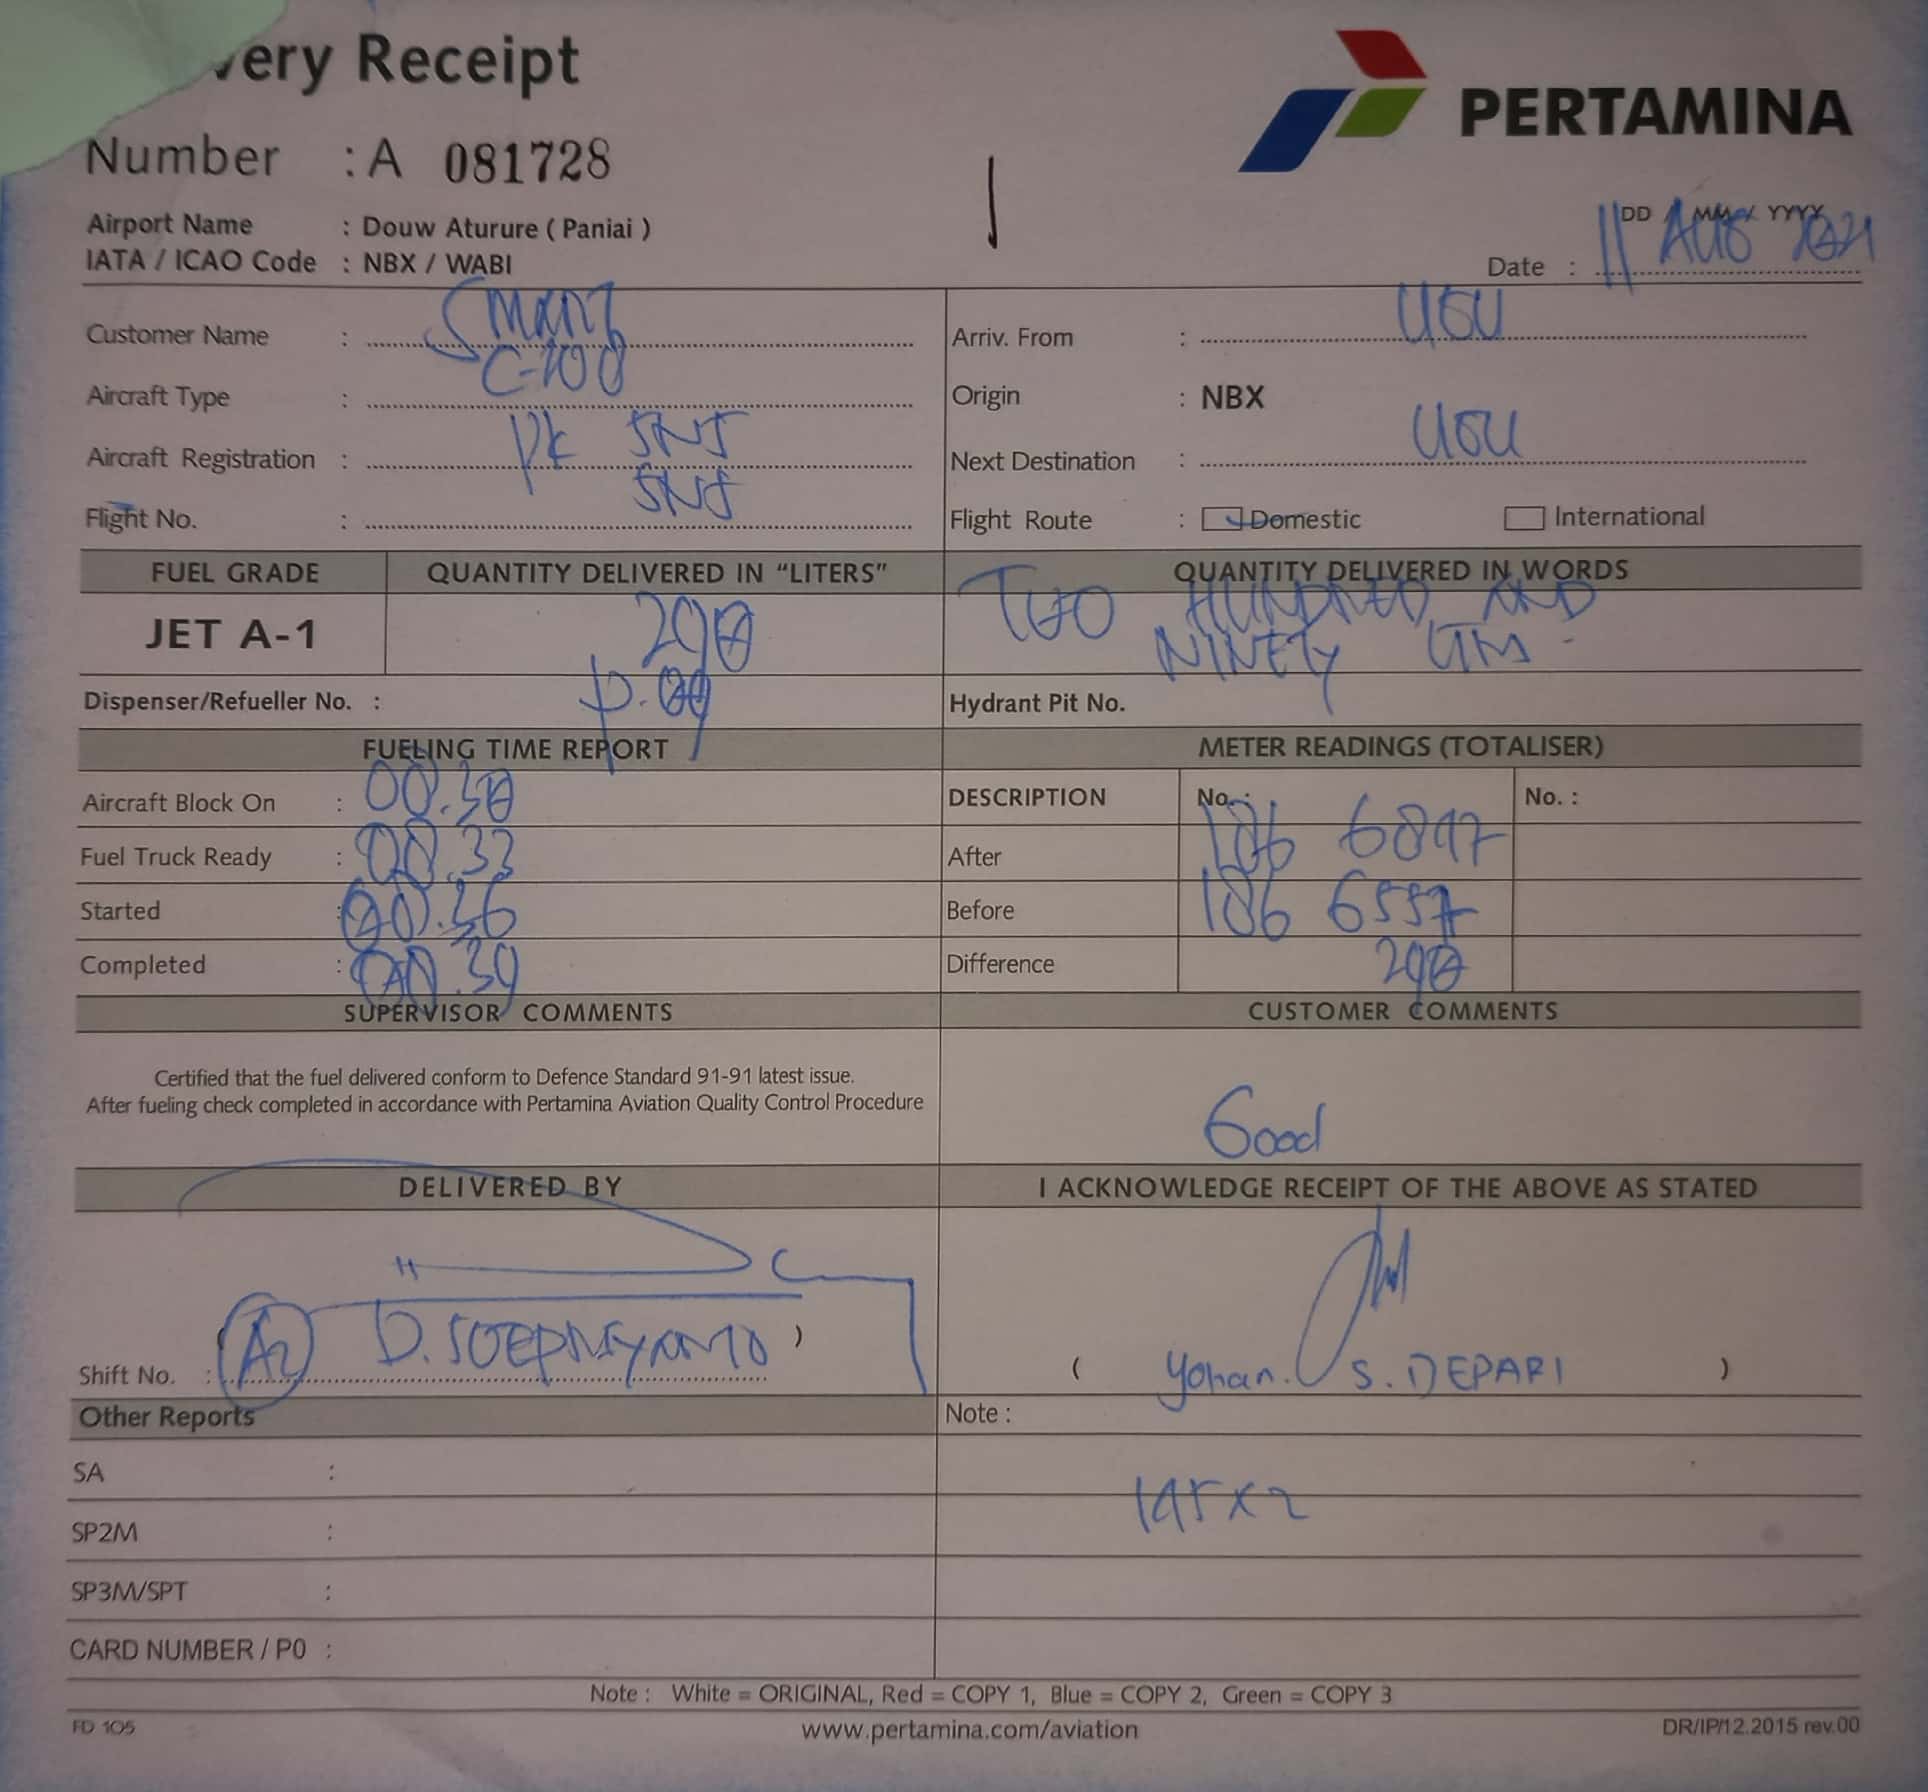 very Receipt
PERTAMINA
Number : A 081728
Airport Name : Douw Aturure ( Paniai )
IATA / ICAO Code : NBX / WABI
DD / MM / YYYY
Date : 11 AUG 2021
Customer Name : Smart
Arriv. From : UGU
Aircraft Type :
Origin : NBX
Aircraft Registration : PK SNJ
Next Destination : UGU
Flight No. : SNJ
Flight Route : Domestic International
FUEL GRADE QUANTITY DELIVERED IN "LITERS" QUANTITY DELIVERED IN WORDS
JET A-1 290 TWO HUNDRED AND
NINETY LTRS
Dispenser/Refueller No. :
Hydrant Pit No.
FUELING TIME REPORT METER READINGS (TOTALISER)
Aircraft Block On : 00.30 DESCRIPTION No. : No. :
Fuel Truck Ready : 00.33 After 106 6847
Started : 00.36 Before 106 6557
Completed : 00.39 Difference 290
SUPERVISOR COMMENTS CUSTOMER COMMENTS
Certified that the fuel delivered conform to Defence Standard 91-91 latest issue.
After fueling check completed in accordance with Pertamina Aviation Quality Control Procedure
Good
DELIVERED BY I ACKNOWLEDGE RECEIPT OF THE ABOVE AS STATED
Shift No. : ( A2 D. )
( Yohan. S. DEPARI )
Other Reports Note :
SA :
145 x 2
SP2M :
SP3M/SPT :
CARD NUMBER / P0 :
Note : White = ORIGINAL, Red = COPY 1, Blue = COPY 2, Green = COPY 3
FD 105 www.pertamina.com/aviation DR/IP/12.2015 rev.00